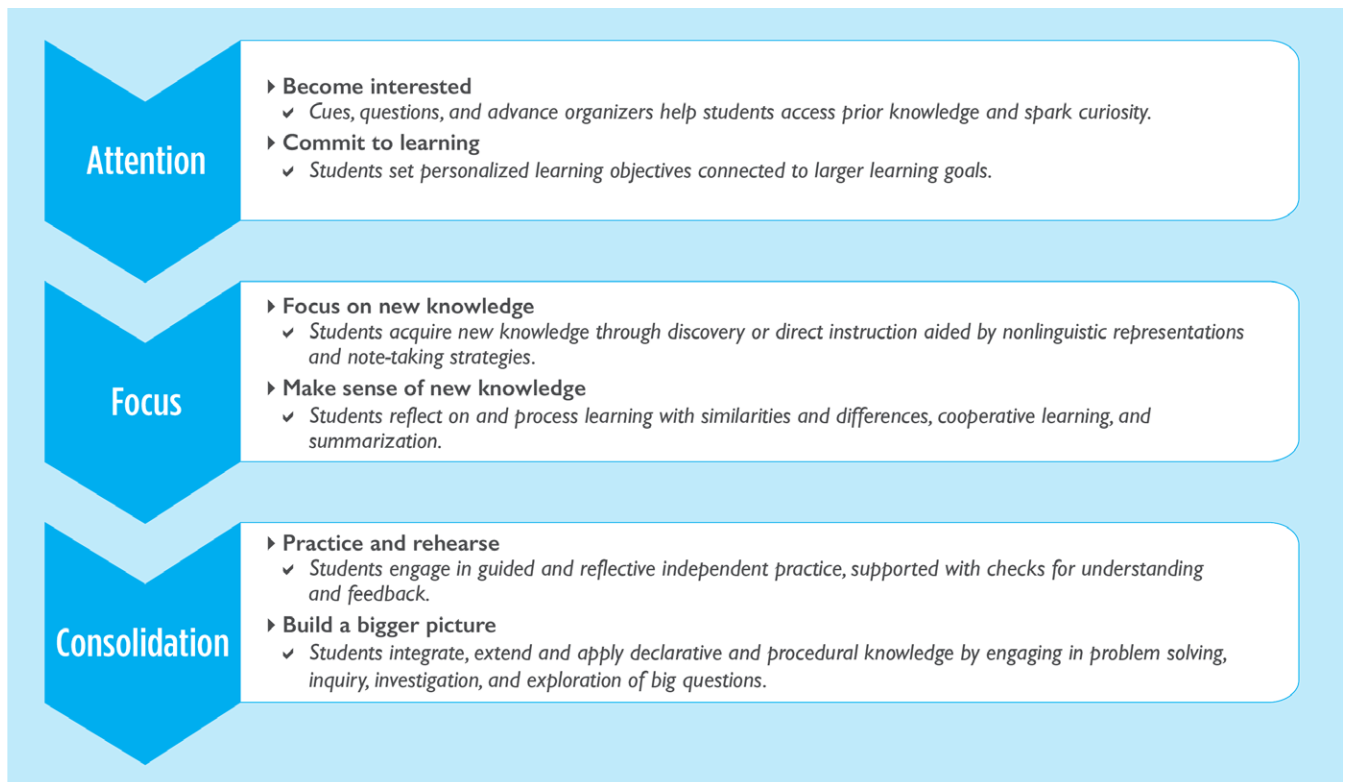 Attention
Become interested
Cues, questions, and advance organizers help students access prior knowledge and spark curiosity.
Commit to learning
Students set personalized learning objectives connected to larger learning goals.
Focus
Focus on new knowledge
Students acquire new knowledge through discovery or direct instruction aided by nonlinguistic representations
and note-taking strategies.
Make sense of new knowledge
Students reflect on and process learning with similarities and differences, cooperative learning, and
summarization.
Consolidation
Practice and rehearse
Students engage in guided and reflective independent practice, supported with checks for understanding
and feedback.
Build a bigger picture
Students integrate, extend and apply declarative and procedural knowledge by engaging in problem solving,
inquiry, investigation, and exploration of big questions.